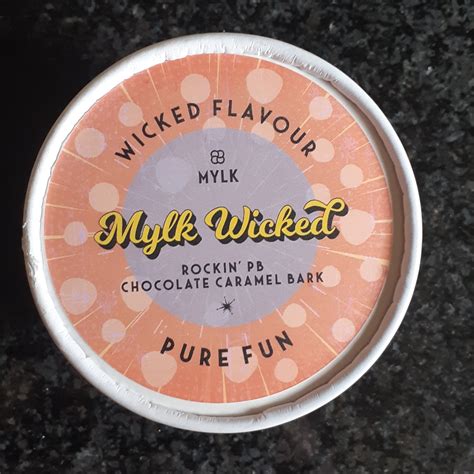 WICKED FLAVOUR
MYLK
Mylk Wicked
ROCKIN' PB
CHOCOLATE CARAMEL BARK
PURE FUN